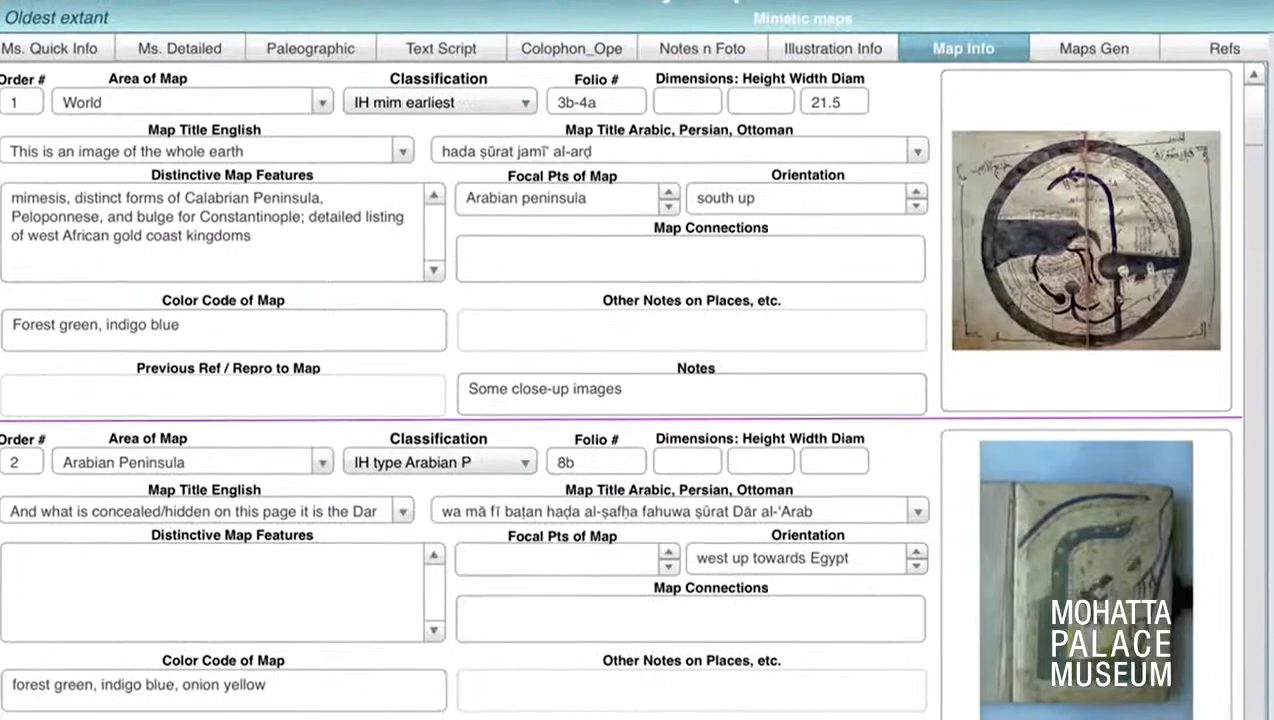 Oldest extant
Mimetic maps
Ms. Quick Info Ms. Detailed Paleographic Text Script Colophon_Ope Notes n Foto Illustration Info Map Info Maps Gen Refs
Order # Area of Map Classification Folio # Dimensions: Height Width Diam
1 World IH mim earliest 3b-4a 21.5
Map Title English Map Title Arabic, Persian, Ottoman
This is an image of the whole earth hada ṣūrat jamī' al-arḍ
Distinctive Map Features Focal Pts of Map Orientation
mimesis, distinct forms of Calabrian Peninsula,
Peloponnese, and bulge for Constantinople; detailed listing
of west African gold coast kingdoms
Arabian peninsula south up
Map Connections
Color Code of Map Other Notes on Places, etc.
Forest green, indigo blue
Previous Ref / Repro to Map Notes
Some close-up images
Order # Area of Map Classification Folio # Dimensions: Height Width Diam
2 Arabian Peninsula IH type Arabian P 8b
Map Title English Map Title Arabic, Persian, Ottoman
And what is concealed/hidden on this page it is the Dar wa mā fī baṭan haḍa al-ṣafḥa fahuwa ṣūrat Dār al-'Arab
Distinctive Map Features Focal Pts of Map Orientation
west up towards Egypt
Map Connections
Color Code of Map Other Notes on Places, etc.
forest green, indigo blue, onion yellow
MOHATTA
PALACE
MUSEUM